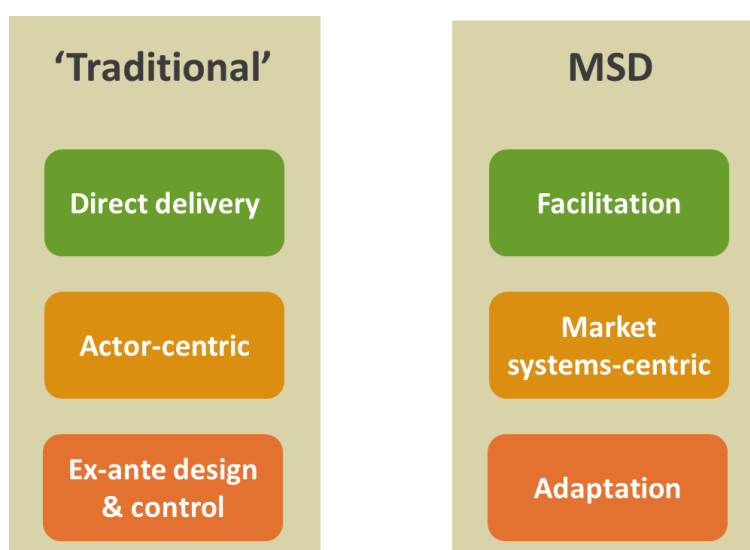 ‘Traditional’
Direct delivery
Actor-centric
Ex-ante design
& control
MSD
Facilitation
Market
systems-centric
Adaptation